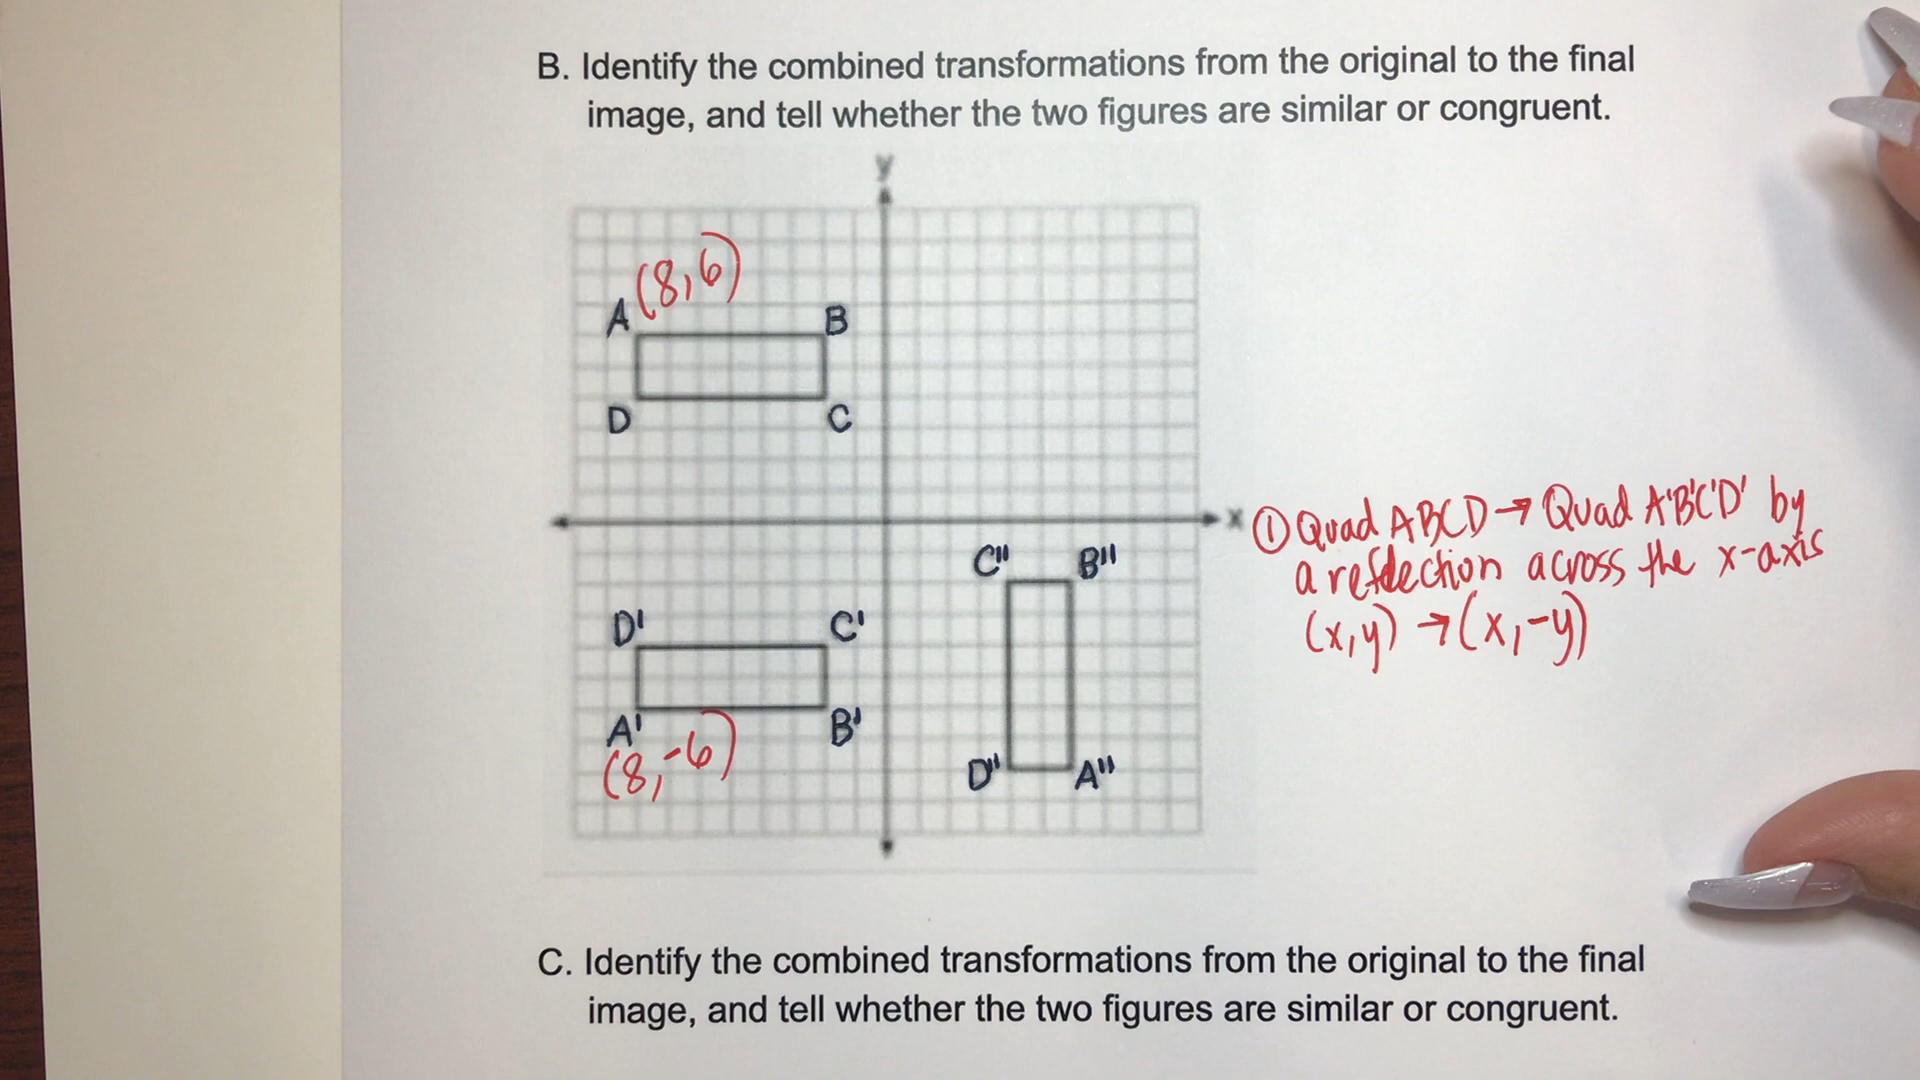 B. Identify the combined transformations from the original to the final
image, and tell whether the two figures are similar or congruent.
y
A (8,6)
B
D
C
x
① Quad ABCD → Quad A'B'C'D' by
a refdection across the x-axis
(x,y) → (x,-y)
C" B"
D' C'
A' B'
(8,-6)
D" A"
C. Identify the combined transformations from the original to the final
image, and tell whether the two figures are similar or congruent.